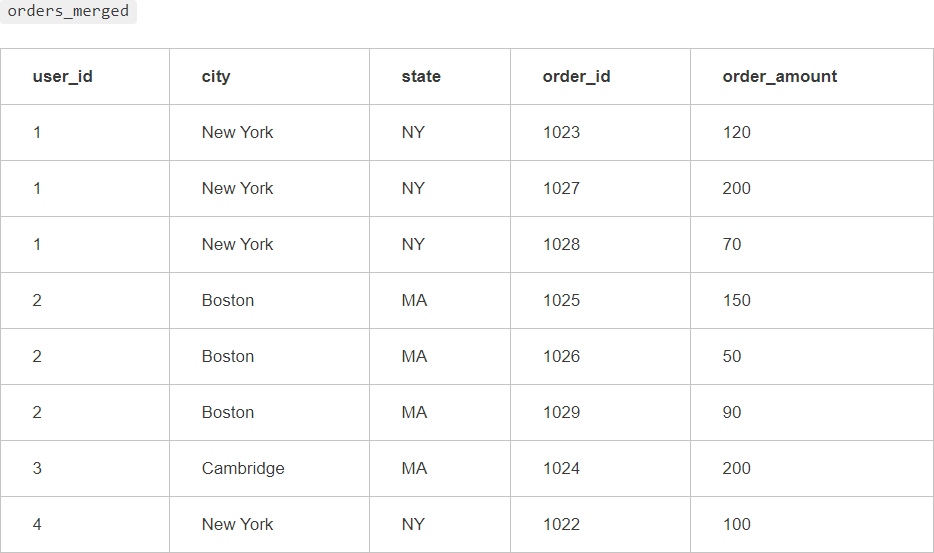 orders_merged
user_id city state order_id order_amount
1 New York NY 1023 120
1 New York NY 1027 200
1 New York NY 1028 70
2 Boston MA 1025 150
2 Boston MA 1026 50
2 Boston MA 1029 90
3 Cambridge MA 1024 200
4 New York NY 1022 100